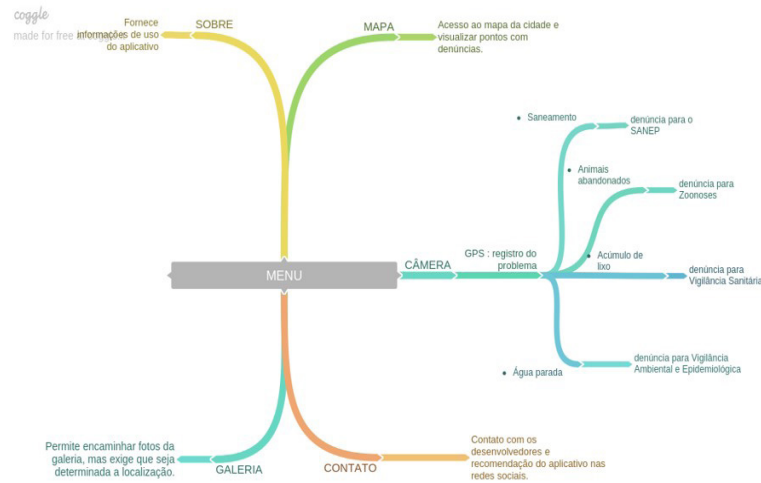 coggle
made for free
Fornece
informações de uso
do aplicativo
SOBRE
MAPA
Acesso ao mapa da cidade e
visualizar pontos com
denúncias.
• Saneamento
denúncia para o
SANEP
• Animais
abandonados
denúncia para
Zoonoses
MENU
CÂMERA
GPS : registro do
problema
• Acúmulo de
lixo
denúncia para
Vigilância Sanitária
• Água parada
denúncia para Vigilância
Ambiental e Epidemiológica
Permite encaminhar fotos da
galeria, mas exige que seja
determinada a localização.
GALERIA
CONTATO
Contato com os
desenvolvedores e
recomendação do aplicativo nas
redes sociais.